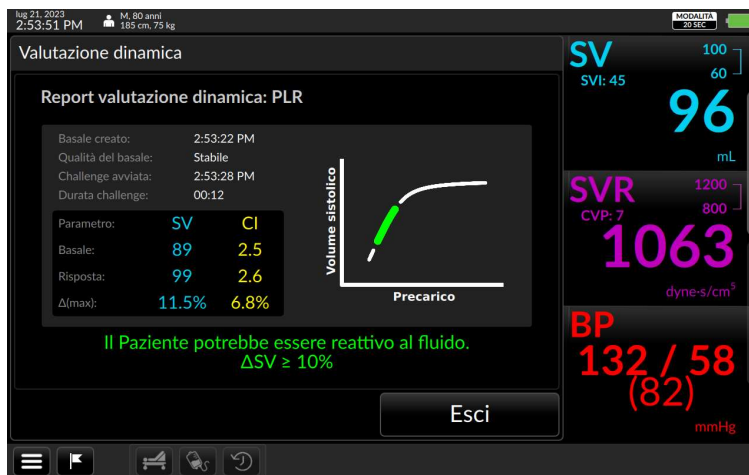 lug 21, 2023
2:53:51 PM
M, 80 anni
185 cm, 75 kg
MODALITÀ
20 SEC
Valutazione dinamica
Report valutazione dinamica: PLR
Basale creato: 2:53:22 PM
Qualità del basale: Stabile
Challenge avviata: 2:53:28 PM
Durata challenge: 00:12
Parametro: SV CI
Basale: 89 2.5
Risposta: 99 2.6
Δ(max): 11.5% 6.8%
Volume sistolico
Precarico
Il Paziente potrebbe essere reattivo al fluido.
ΔSV ≥ 10%
Esci
SV
SVI: 45
100
60
96
mL
SVR
CVP: 7
1200
800
1063
dyne·s/cm⁵
BP
132 / 58
(82)
mmHg